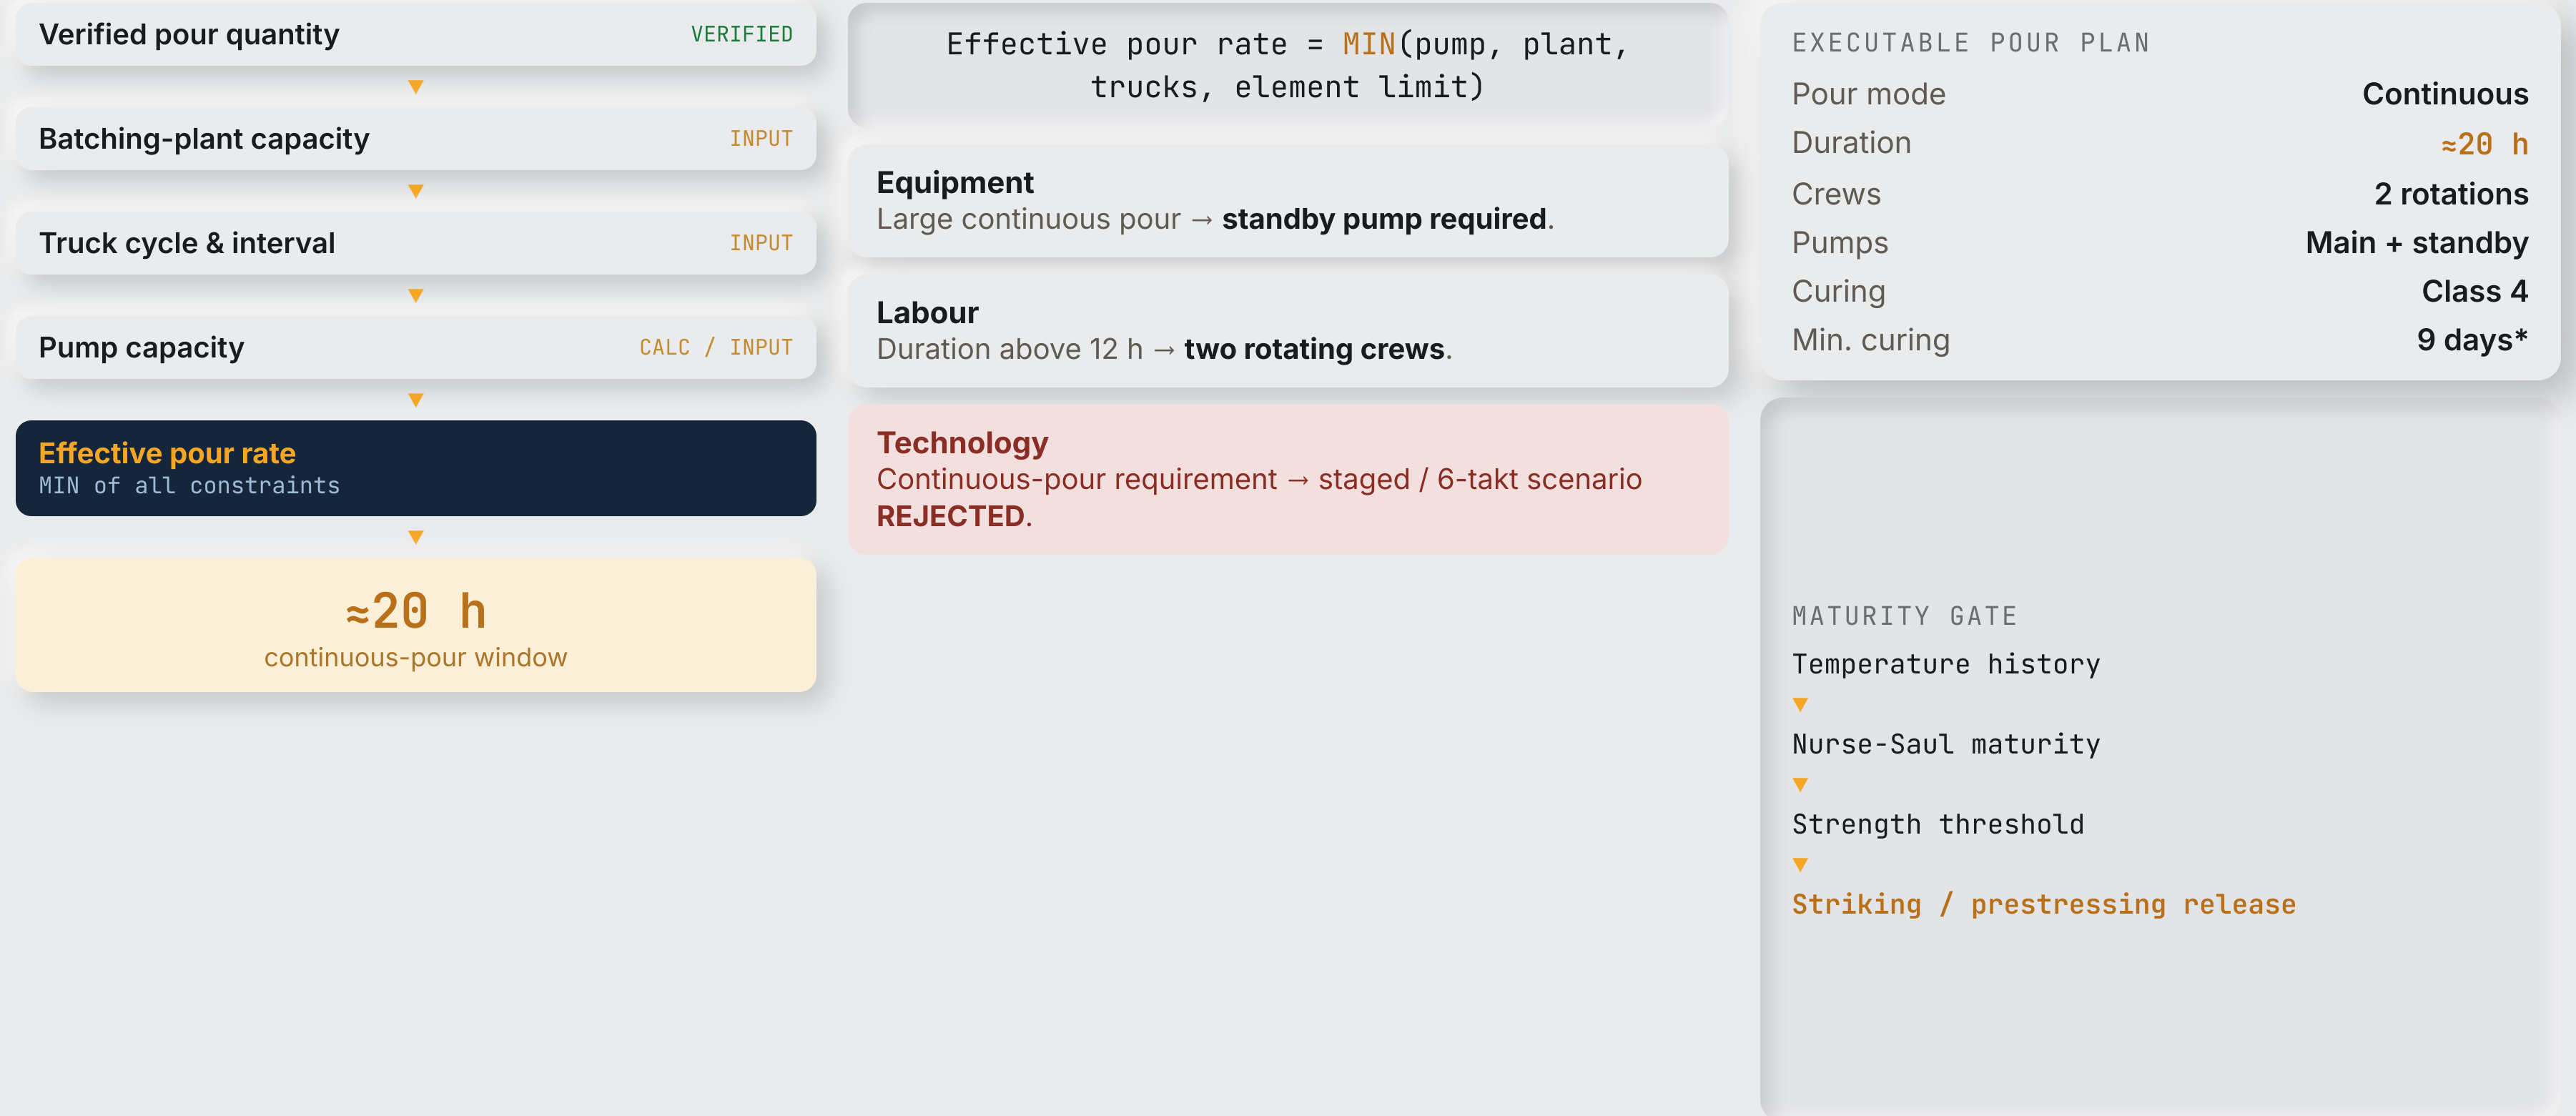 Verified pour quantity VERIFIED
▼
Batching-plant capacity INPUT
▼
Truck cycle & interval INPUT
▼
Pump capacity CALC / INPUT
▼
Effective pour rate
MIN of all constraints
▼
≈20 h
continuous-pour window
Effective pour rate = MIN(pump, plant,
trucks, element limit)
Equipment
Large continuous pour → standby pump required.
Labour
Duration above 12 h → two rotating crews.
Technology
Continuous-pour requirement → staged / 6-takt scenario
REJECTED.
EXECUTABLE POUR PLAN
Pour mode Continuous
Duration ≈20 h
Crews 2 rotations
Pumps Main + standby
Curing Class 4
Min. curing 9 days*
MATURITY GATE
Temperature history
▼
Nurse-Saul maturity
▼
Strength threshold
▼
Striking / prestressing release